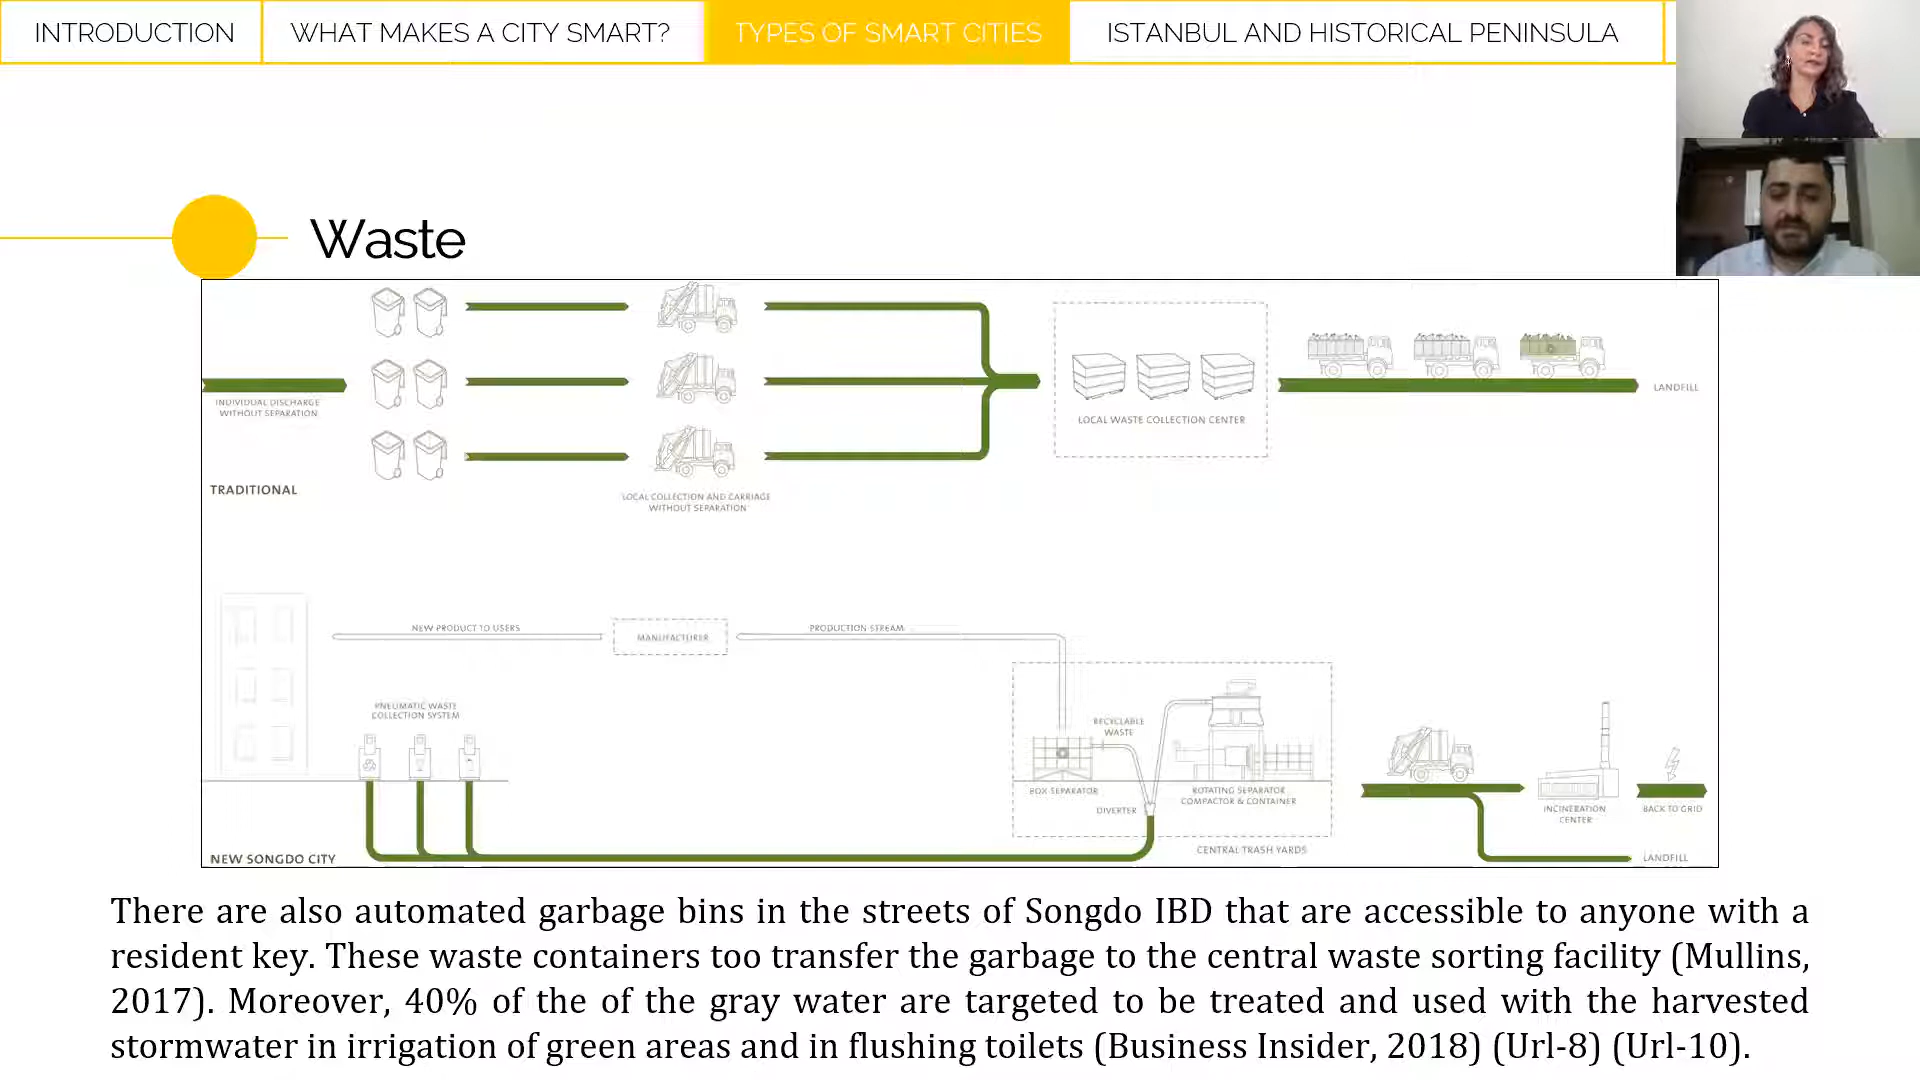 INTRODUCTION
WHAT MAKES A CITY SMART?
TYPES OF SMART CITIES
ISTANBUL AND HISTORICAL PENINSULA
Waste
INDIVIDUAL DISCHARGE
WITHOUT SEPARATION
TRADITIONAL
LOCAL COLLECTION AND CARRIAGE
WITHOUT SEPARATION
LOCAL WASTE COLLECTION CENTER
LANDFILL
NEW PRODUCT TO USERS
MANUFACTURER
PRODUCTION STREAM
PNEUMATIC WASTE
COLLECTION SYSTEM
RECYCLABLE
WASTE
BOX SEPARATOR
DIVERTER
ROTATING SEPARATOR
COMPACTOR & CONTAINER
CENTRAL TRASH YARDS
INCINERATION
CENTER
BACK TO GRID
LANDFILL
NEW SONGDO CITY
There are also automated garbage bins in the streets of Songdo IBD that are accessible to anyone with a
resident key. These waste containers too transfer the garbage to the central waste sorting facility (Mullins,
2017). Moreover, 40% of the of the gray water are targeted to be treated and used with the harvested
stormwater in irrigation of green areas and in flushing toilets (Business Insider, 2018) (Url-8) (Url-10).